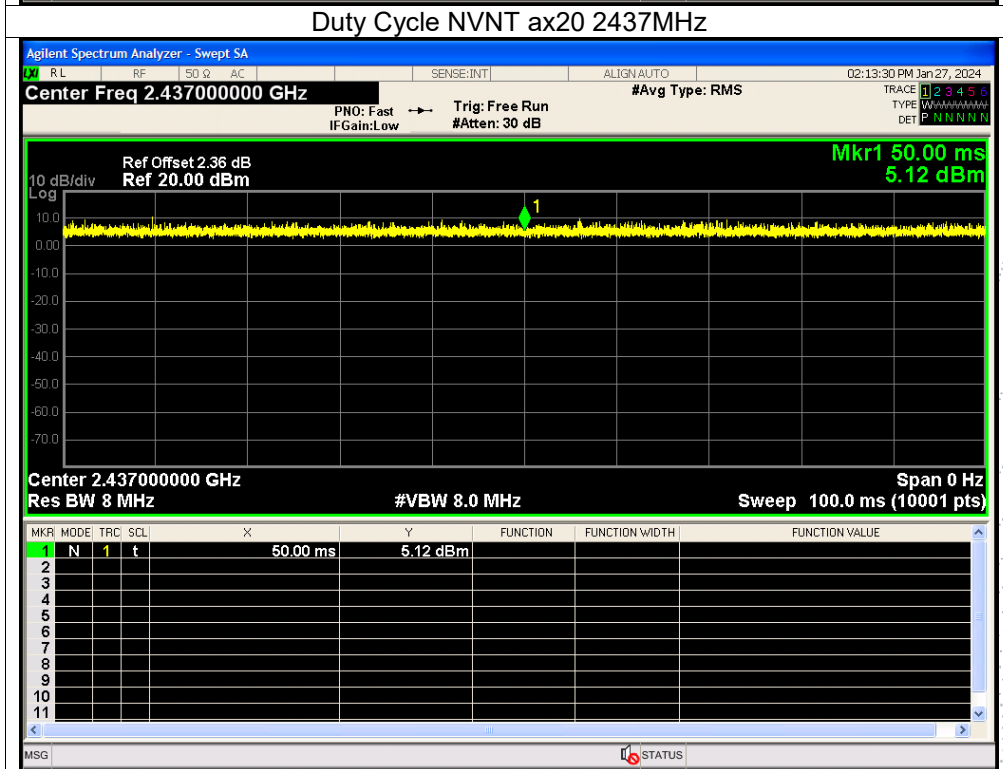 Duty Cycle NVNT ax20 2437MHz
Agilent Spectrum Analyzer - Swept SA
LXI RL RF 50 Ω AC SENSE:INT ALIGN AUTO 02:13:30 PM Jan 27, 2024
Center Freq 2.437000000 GHz #Avg Type: RMS TRACE 1 2 3 4 5 6
PNO: Fast Trig: Free Run TYPE
IFGain:Low #Atten: 30 dB DET P N N N N N
Mkr1 50.00 ms
Ref Offset 2.36 dB
10 dB/div Ref 20.00 dBm 5.12 dBm
Log
1
10.0
0.00
-10.0
-20.0
-30.0
-40.0
-50.0
-60.0
-70.0
Center 2.437000000 GHz Span 0 Hz
Res BW 8 MHz #VBW 8.0 MHz Sweep 100.0 ms (10001 pts)
MKR MODE TRC SCL X Y FUNCTION FUNCTION WIDTH FUNCTION VALUE
1 N 1 t 50.00 ms 5.12 dBm
2
3
4
5
6
7
8
9
10
11
MSG STATUS